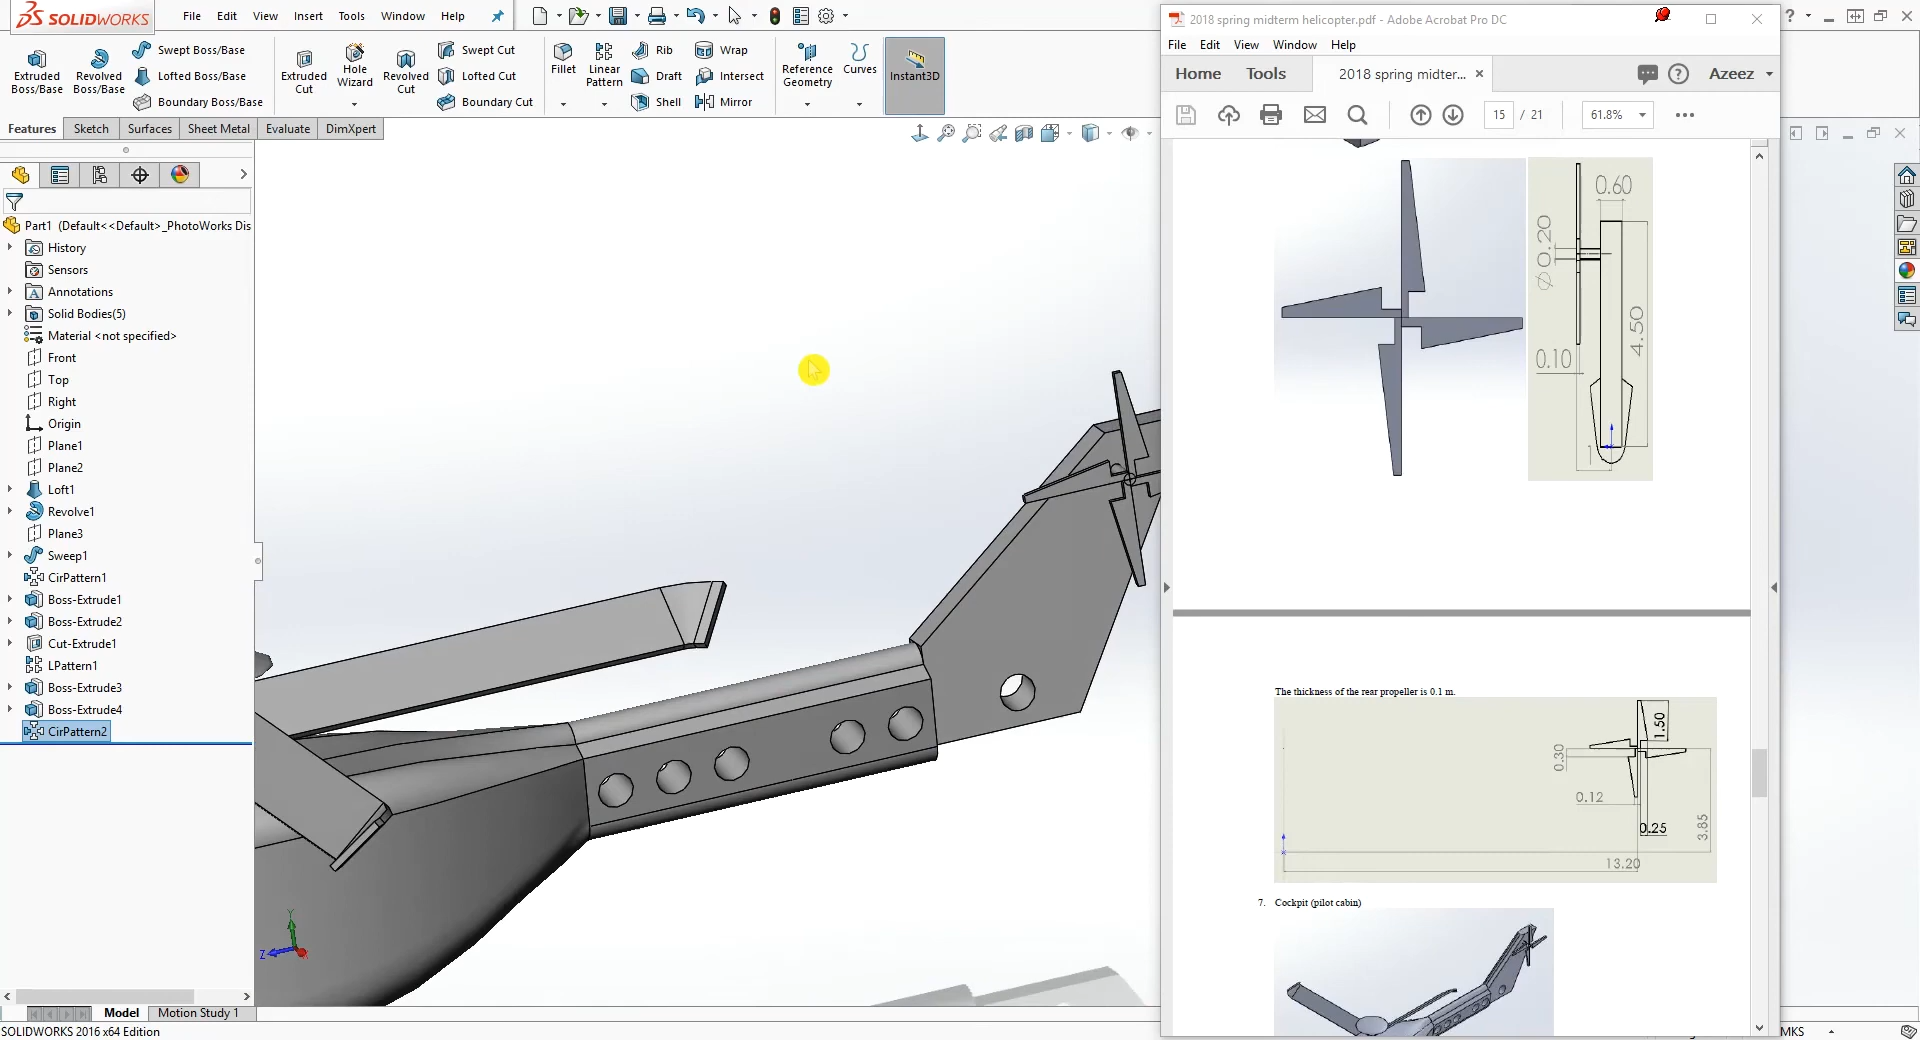 SOLIDWORKS
File Edit View Insert Tools Window Help
Extruded Boss/Base
Revolved Boss/Base
Swept Boss/Base
Lofted Boss/Base
Boundary Boss/Base
Extruded Cut
Hole Wizard
Revolved Cut
Swept Cut
Lofted Cut
Boundary Cut
Fillet
Linear Pattern
Rib
Draft
Shell
Wrap
Intersect
Mirror
Reference Geometry
Curves
Instant3D
Features Sketch Surfaces Sheet Metal Evaluate DimXpert
Part1 (Default<<Default>_PhotoWorks Dis
History
Sensors
Annotations
Solid Bodies(5)
Material <not specified>
Front
Top
Right
Origin
Plane1
Plane2
Loft1
Revolve1
Plane3
Sweep1
CirPattern1
Boss-Extrude1
Boss-Extrude2
Cut-Extrude1
LPattern1
Boss-Extrude3
Boss-Extrude4
CirPattern2
Y
Z
Model Motion Study 1
SOLIDWORKS 2016 x64 Edition
MKS
2018 spring midterm helicopter.pdf - Adobe Acrobat Pro DC
File Edit View Window Help
Home Tools 2018 spring midter... × Azeez
15 / 21 61.8%
0.60
Ø 0.20
4.50
0.10
1
The thickness of the rear propeller is 0.1 m.
1.50
0.30
0.12
0.25
3.85
13.20
7. Cockpit (pilot cabin)